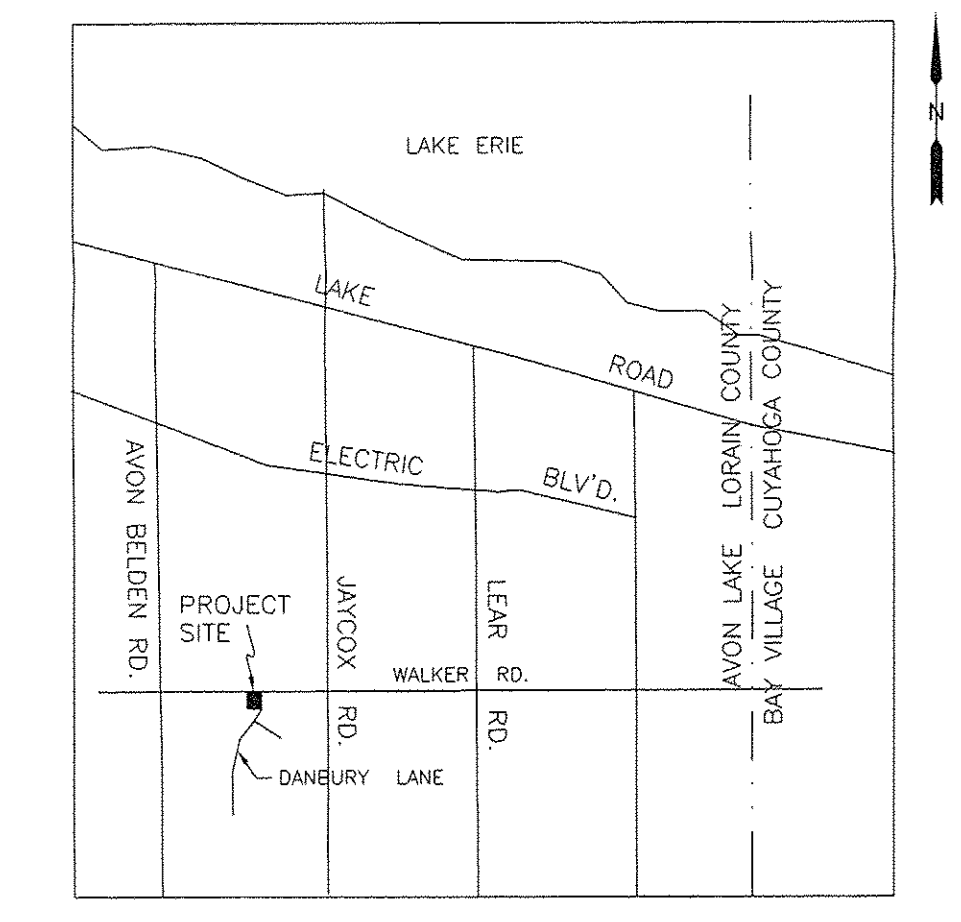 N
LAKE ERIE
LAKE
ROAD
ELECTRIC
BLV'D.
AVON BELDEN RD.
PROJECT
SITE
JAYCOX RD.
LEAR RD.
WALKER RD.
DANBURY LANE
AVON LAKE LORAIN COUNTY
BAY VILLAGE CUYAHOGA COUNTY